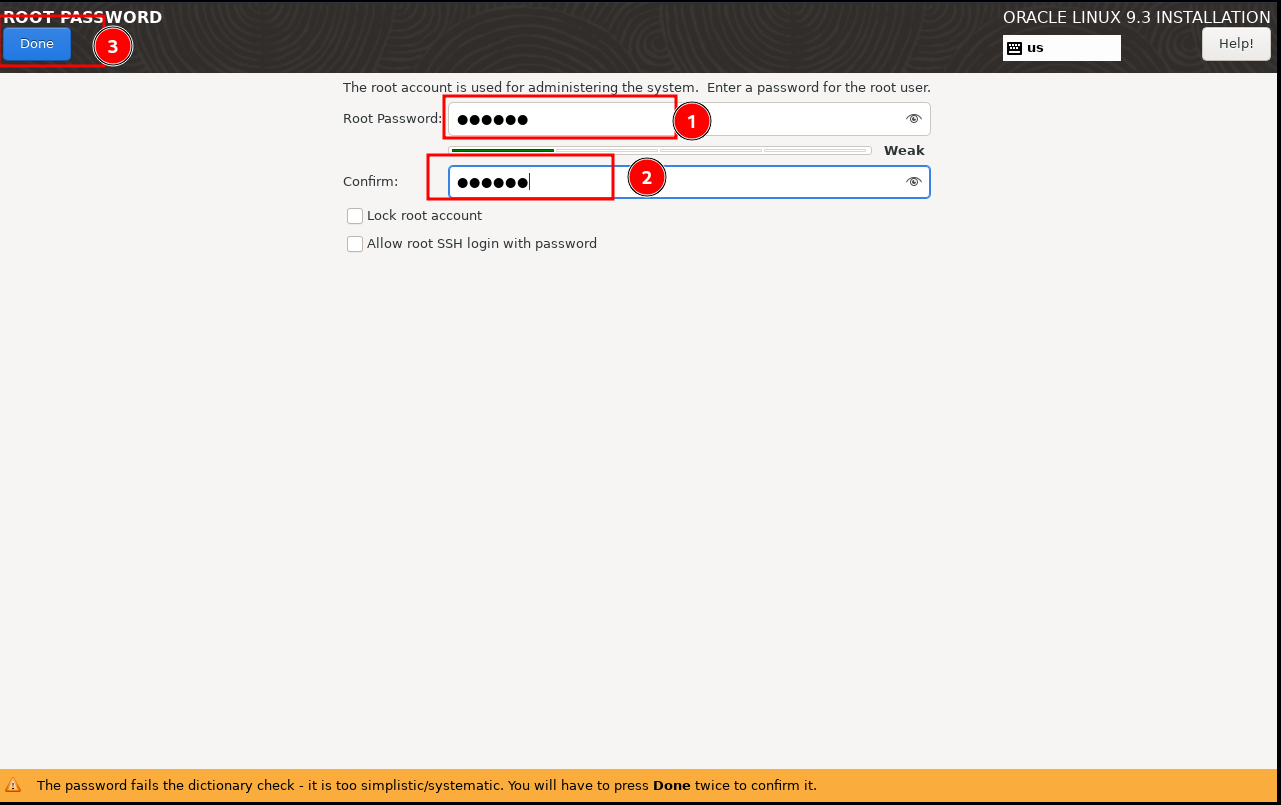 ROOT PASSWORD
ORACLE LINUX 9.3 INSTALLATION
Done
3
us
Help!
The root account is used for administering the system.  Enter a password for the root user.
Root Password:
●●●●●●
1
Weak
Confirm:
●●●●●●
2
Lock root account
Allow root SSH login with password
The password fails the dictionary check - it is too simplistic/systematic. You will have to press Done twice to confirm it.